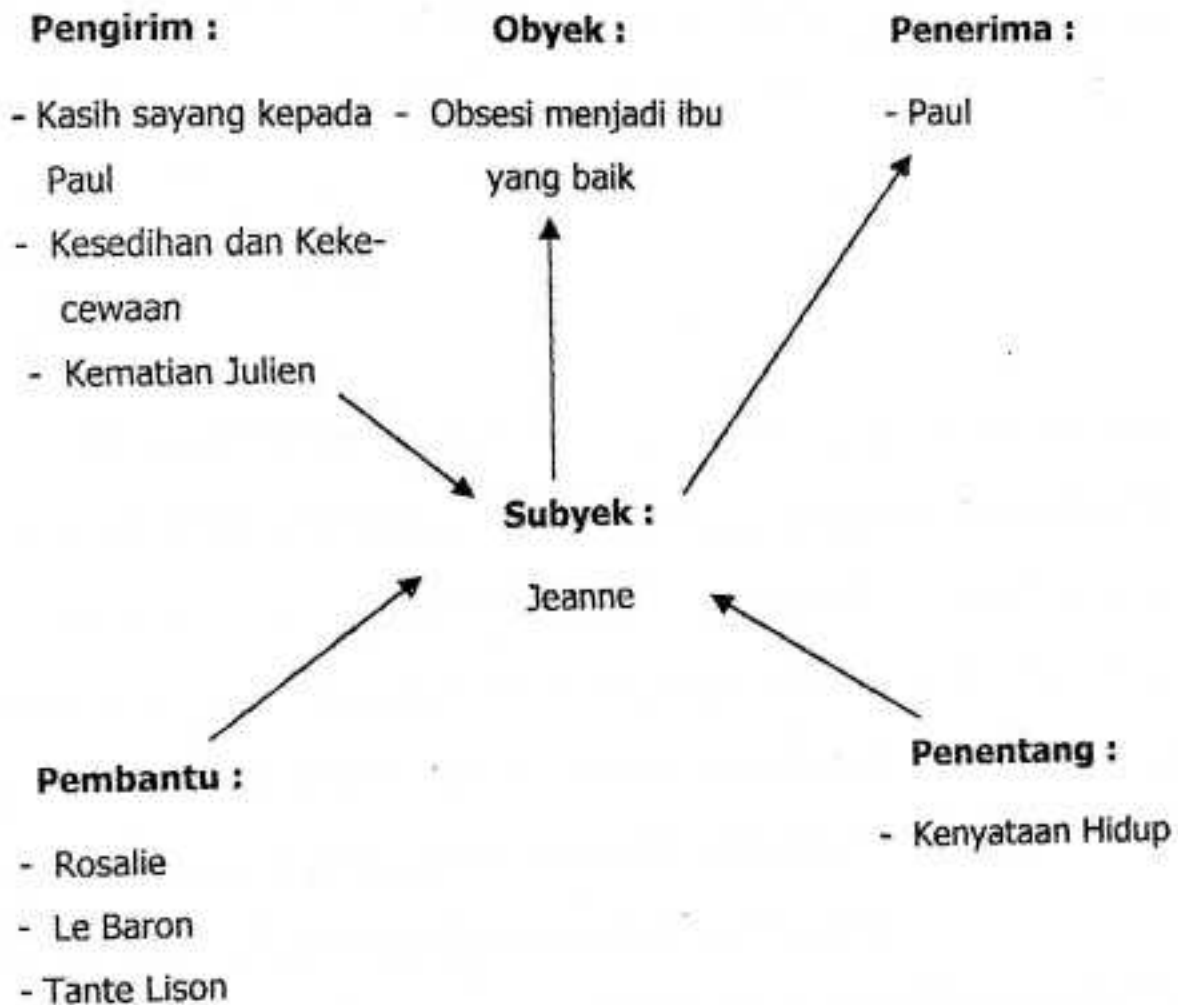 Pengirim :
- Kasih sayang kepada
Paul
- Kesedihan dan Keke-
cewaan
- Kematian Julien
Obyek :
- Obsesi menjadi ibu
yang baik
Penerima :
- Paul
Subyek :
Jeanne
Pembantu :
- Rosalie
- Le Baron
- Tante Lison
Penentang :
- Kenyataan Hidup